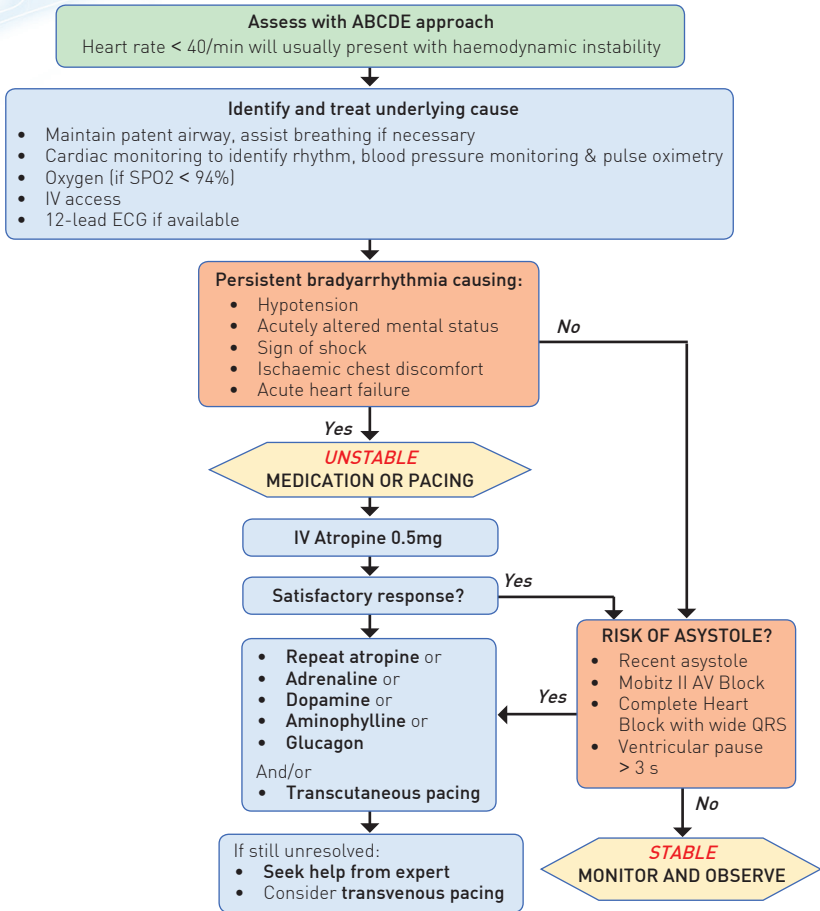 Assess with ABCDE approach
Heart rate < 40/min will usually present with haemodynamic instability
Identify and treat underlying cause
• Maintain patent airway, assist breathing if necessary
• Cardiac monitoring to identify rhythm, blood pressure monitoring & pulse oximetry
• Oxygen (if SPO2 < 94%)
• IV access
• 12-lead ECG if available
Persistent bradyarrhythmia causing:
• Hypotension
• Acutely altered mental status
• Sign of shock
• Ischaemic chest discomfort
• Acute heart failure
No
Yes
UNSTABLE
MEDICATION OR PACING
IV Atropine 0.5mg
Satisfactory response?
Yes
• Repeat atropine or
• Adrenaline or
• Dopamine or
• Aminophylline or
• Glucagon
And/or
• Transcutaneous pacing
Yes
RISK OF ASYSTOLE?
• Recent asystole
• Mobitz II AV Block
• Complete Heart
Block with wide QRS
• Ventricular pause
> 3 s
No
If still unresolved:
• Seek help from expert
• Consider transvenous pacing
STABLE
MONITOR AND OBSERVE